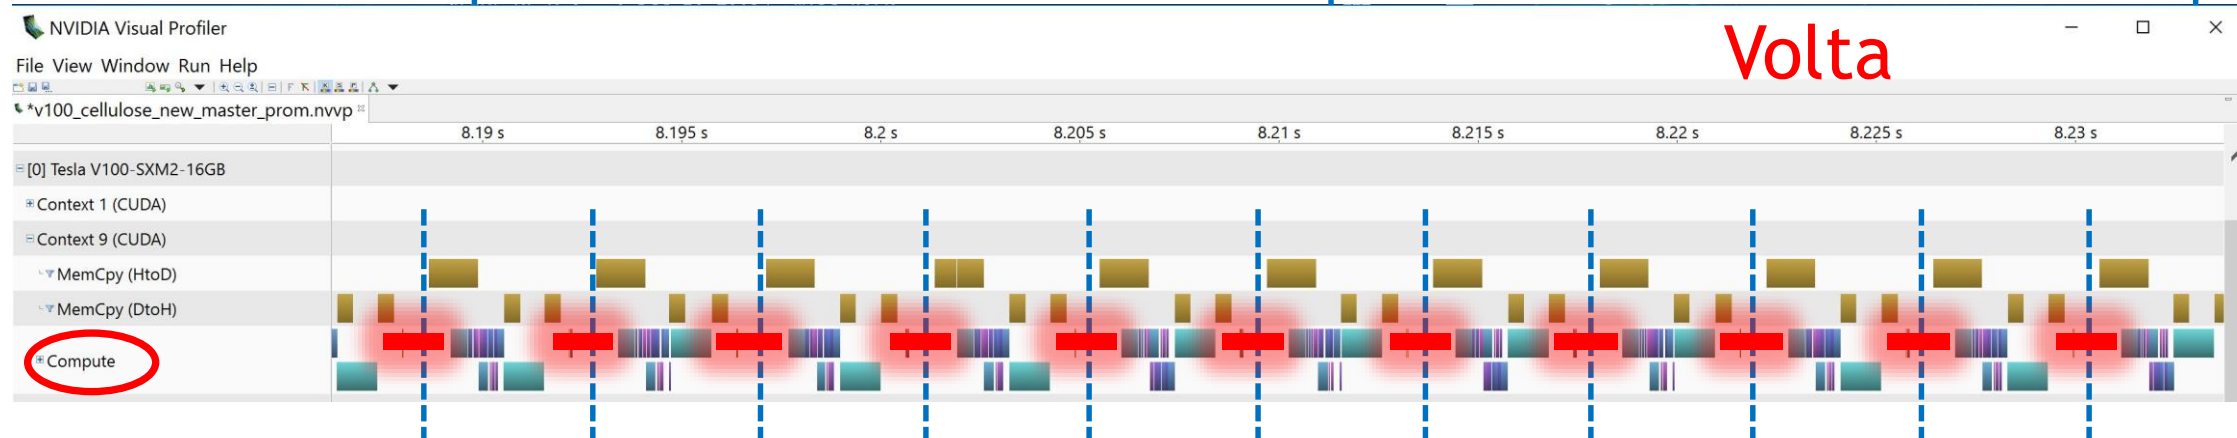 NVIDIA Visual Profiler
Volta
File View Window Run Help
*v100_cellulose_new_master_prom.nvvp
8.19 s 8.195 s 8.2 s 8.205 s 8.21 s 8.215 s 8.22 s 8.225 s 8.23 s
[0] Tesla V100-SXM2-16GB
Context 1 (CUDA)
Context 9 (CUDA)
MemCpy (HtoD)
MemCpy (DtoH)
Compute